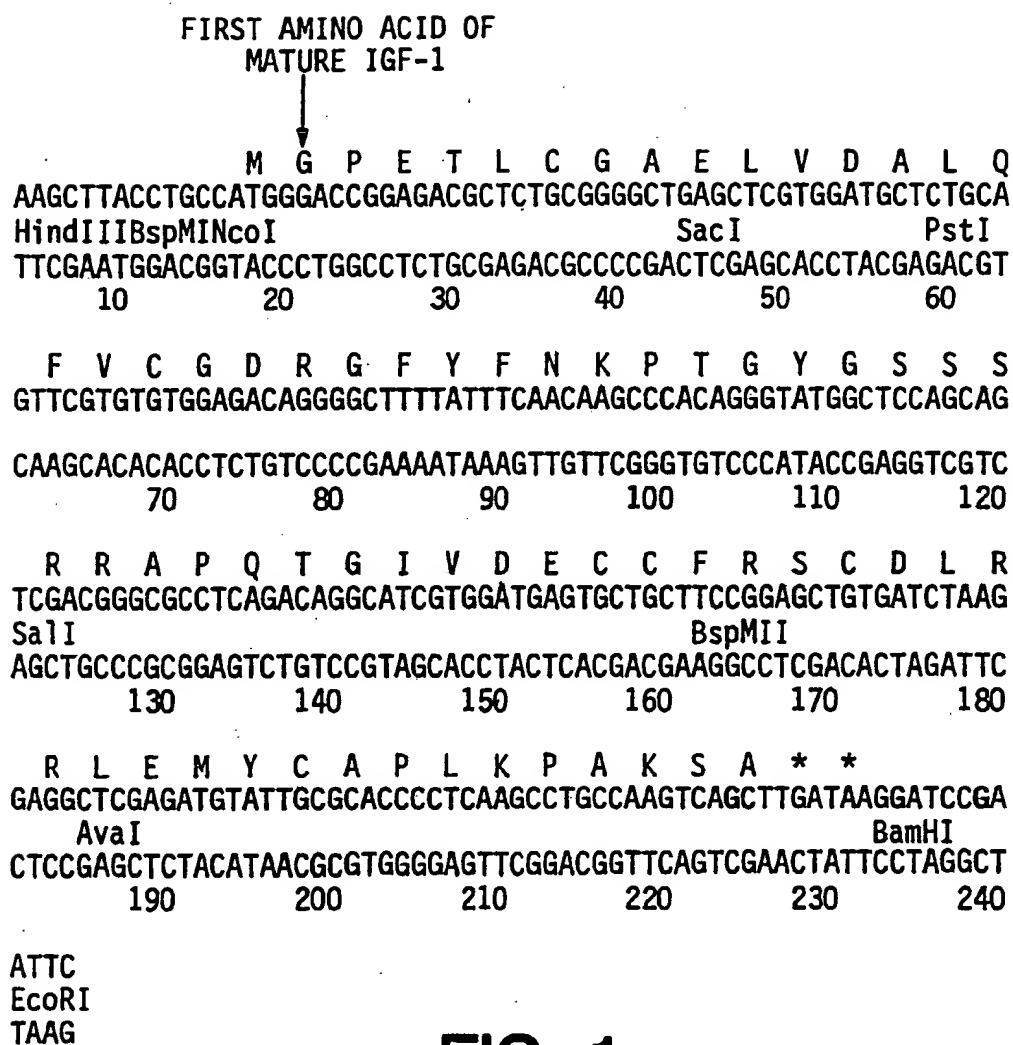 FIRST AMINO ACID OF
MATURE IGF-1
M G P E T L C G A E L V D A L Q
AAGCTTACCTGCCATGGGACCGGAGACGCTCTGCGGGGCTGAGCTCGTGGATGCTCTGCA
HindIIIBspMINcoI SacI PstI
TTCGAATGGACGGTACCCTGGCCTCTGCGAGACGCCCCGACTCGAGCACCTACGAGACGT
10 20 30 40 50 60
F V C G D R G F Y F N K P T G Y G S S S
GTTCGTGTGTGGAGACAGGGGCTTTTATTTCAACAAGCCCACAGGGTATGGCTCCAGCAG
CAAGCACACACCTCTGTCCCCGAAAATAAAGTTGTTCGGGTGTCCCATACCGAGGTCGTC
70 80 90 100 110 120
R R A P Q T G I V D E C C F R S C D L R
TCGACGGGCGCCTCAGACAGGCATCGTGGATGAGTGCTGCTTCCGGAGCTGTGATCTAAG
SalI BspMII
AGCTGCCCGCGGAGTCTGTCCGTAGCACCTACTCACGACGAAGGCCTCGACACTAGATTC
130 140 150 160 170 180
R L E M Y C A P L K P A K S A * *
GAGGCTCGAGATGTATTGCGCACCCCTCAAGCCTGCCAAGTCAGCTTGATAAGGATCCGA
AvaI BamHI
CTCCGAGCTCTACATAACGCGTGGGGAGTTCGGACGGTTCAGTCGAACTATTCCTAGGCT
190 200 210 220 230 240
ATTC
EcoRI
TAAG